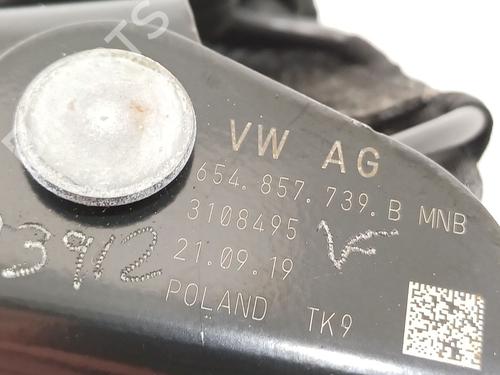 VW AG
654.857.739.B MNB
3108495
21.09.19
POLAND TK9
3912